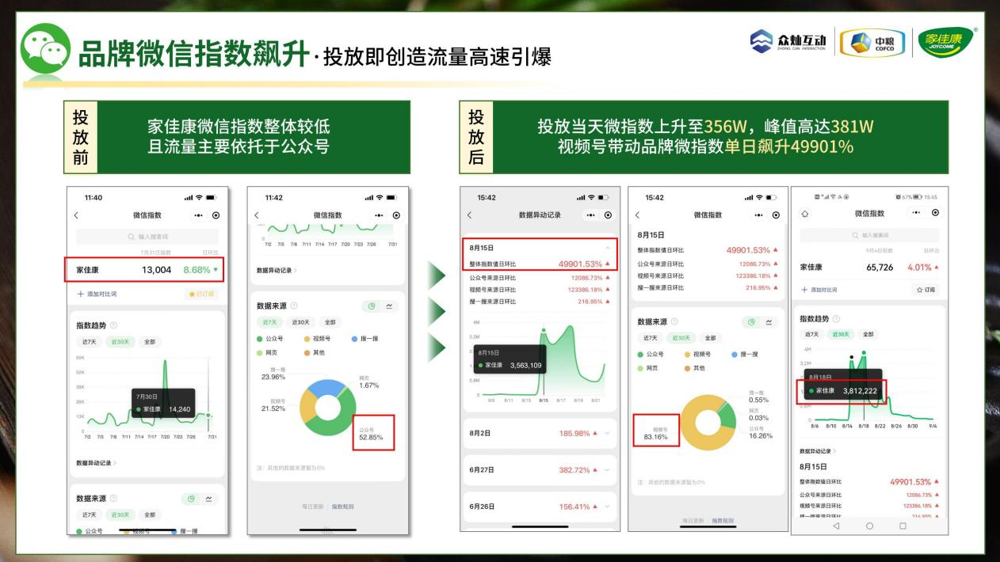 品牌微信指数飙升·投放即创造流量高速引爆
众灿互动
ZHONG CAN INTERACTION
中粮
COFCO
家佳康
JOYCOME
®
投放前
家佳康微信指数整体较低
且流量主要依托于公众号
投放后
投放当天微指数上升至356W，峰值高达381W
视频号带动品牌微指数单日飙升49901%
11:40
微信指数
输入搜索词
7月31日指数 日环比
家佳康 13,004 8.68%
添加对比词 已订阅
指数趋势
近7天 近30天 全部
65K
52K
39K
26K
13K
0
7月30日
家佳康 14,240
7/2 7/5 7/8 7/11 7/14 7/17 7/20 7/23 7/26 7/31
数据异动记录
数据来源
近7天 近30天 全部
公众号 视频号 搜一搜
11:42
微信指数
0
7/2 7/5 7/8 7/11 7/14 7/17 7/20 7/23 7/26 7/31
数据异动记录
数据来源
近7天 近30天 全部
公众号 视频号 搜一搜
网页 其他
搜一搜
23.96%
网页
1.67%
视频号
21.52%
公众号
52.85%
注：其他的数据来源暂为0%
每日更新 指数规则
15:42
数据异动记录
8月15日
整体指数值日环比 49901.53%
公众号来源日环比 12086.73%
视频号来源日环比 123386.18%
搜一搜来源日环比 216.95%
4M
3.2M
8月15日
家佳康 3,563,109
0.8M
0
8/9 8/11 8/13 8/15 8/17 8/19 8/21
8月2日 185.98%
6月27日 382.72%
6月26日 156.41%
15:42
微信指数
8月15日
整体指数值日环比 49901.53%
公众号来源日环比 12086.73%
视频号来源日环比 123386.18%
搜一搜来源日环比 216.95%
数据来源
近7天 近30天 全部
公众号 视频号 搜一搜
网页 其他
搜一搜
0.55%
网页
0.03%
视频号
83.16%
公众号
16.26%
注：其他的数据来源暂为0%
每日更新 指数规则
67% 15:45
微信指数
输入搜索词
9月4日指数 日环比
家佳康 65,726 4.01%
添加对比词 订阅
指数趋势
近7天 近30天 全部
4M
3.2M
8月18日
家佳康 3,812,222
0.8M
0
8/6 8/10 8/14 8/18 8/22 8/26 8/30 9/4
数据异动记录
8月15日
整体指数值日环比 49901.53%
公众号来源日环比 12086.73%
视频号来源日环比 123386.18%
搜一搜来源日环比 216.95%